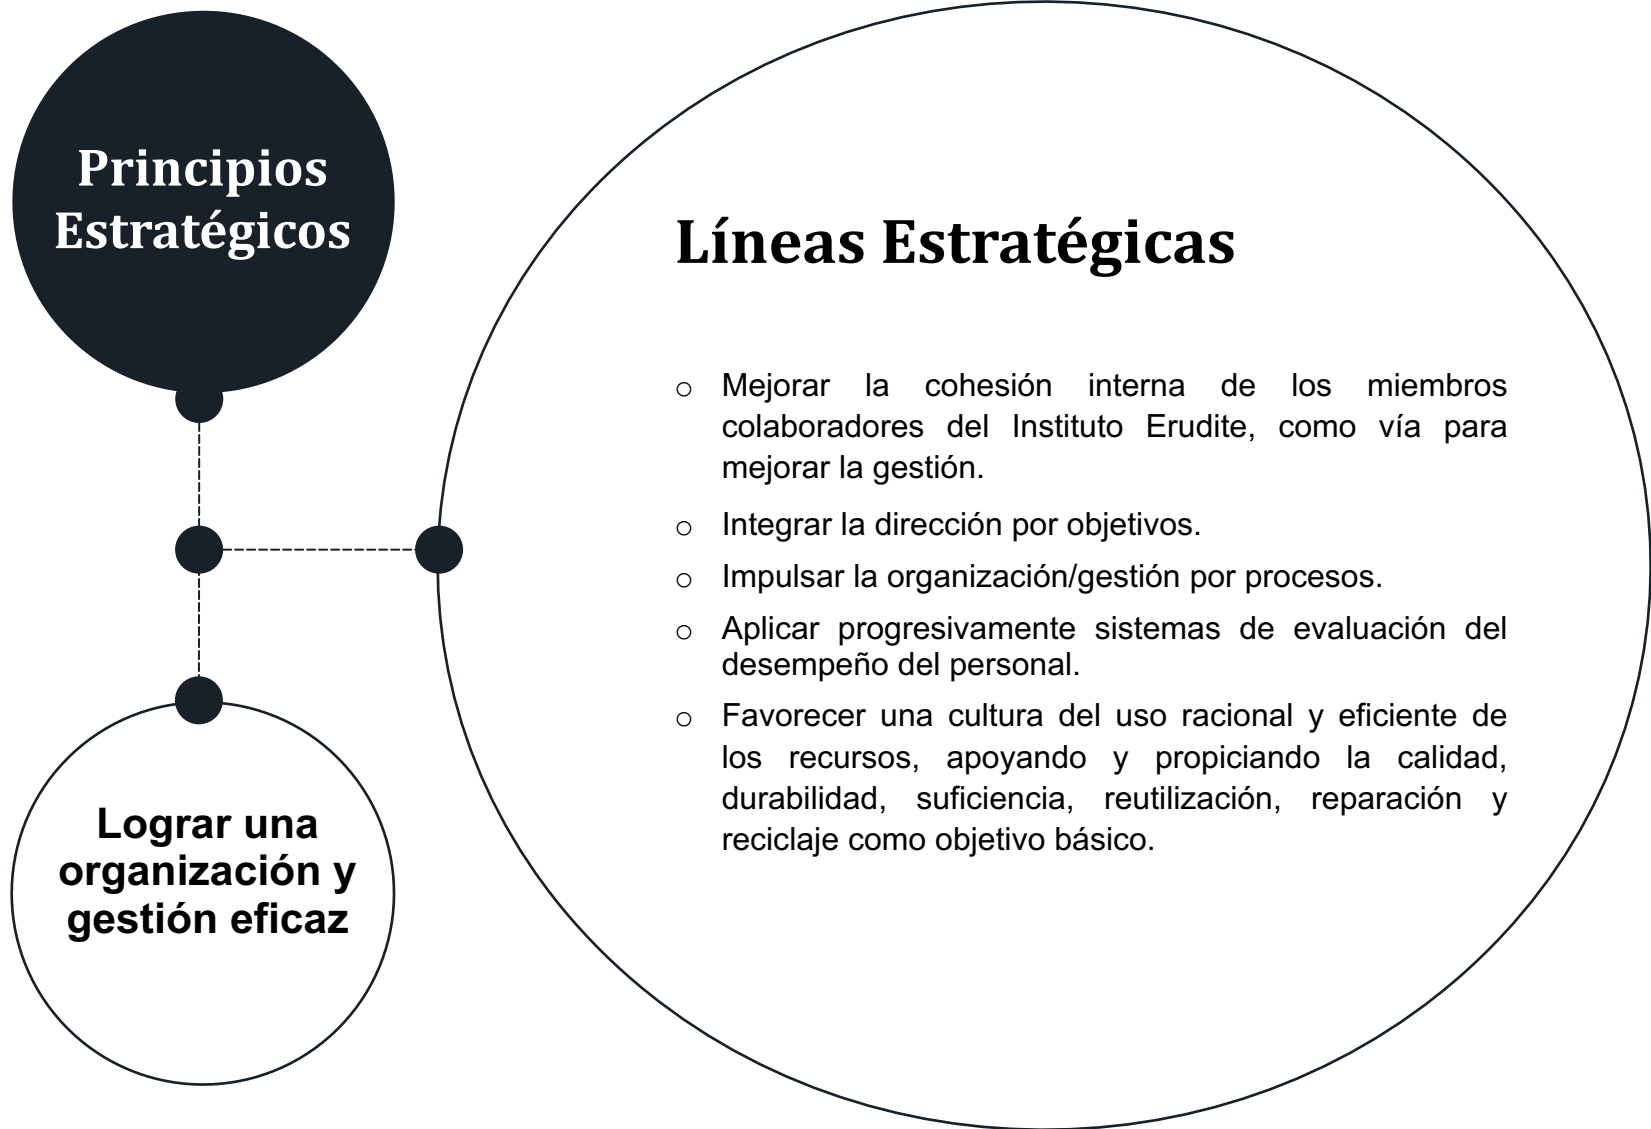 Principios
Estratégicos
Líneas Estratégicas
o Mejorar la cohesión interna de los miembros
colaboradores del Instituto Erudite, como vía para
mejorar la gestión.
o Integrar la dirección por objetivos.
o Impulsar la organización/gestión por procesos.
o Aplicar progresivamente sistemas de evaluación del
desempeño del personal.
o Favorecer una cultura del uso racional y eficiente de
los recursos, apoyando y propiciando la calidad,
durabilidad, suficiencia, reutilización, reparación y
reciclaje como objetivo básico.
Lograr una
organización y
gestión eficaz